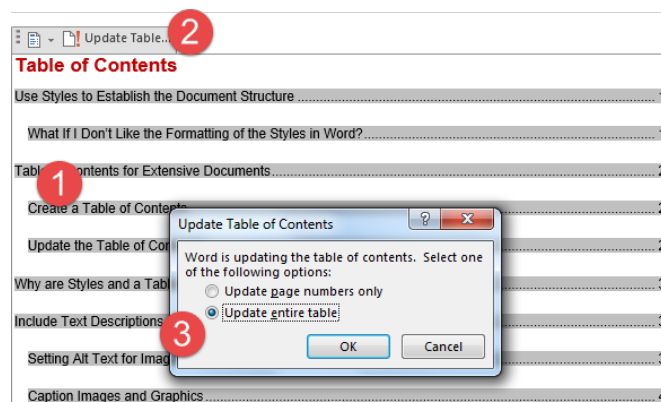 Update Table...
2
Table of Contents
Use Styles to Establish the Document Structure
What If I Don't Like the Formatting of the Styles in Word?
Contents for Extensive Documents
1
Create a Table of Contents
Update Table of Contents
Update the Table of
Word is updating the table of contents. Select one
of the following options:
Why are Styles and a
Update page numbers only
Include Text Descriptions
Update entire table
3
OK Cancel
Setting Alt Text for
Caption Images and Graphics